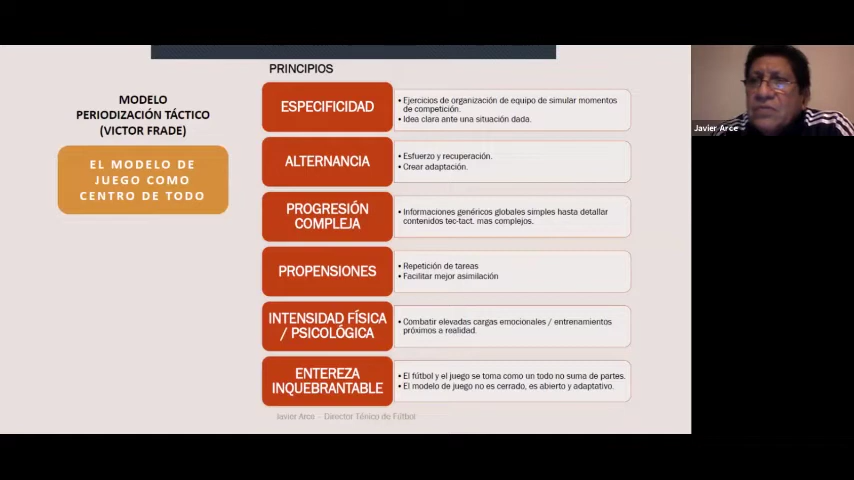 PRINCIPIOS
MODELO
PERIODIZACIÓN TÁCTICO
(VICTOR FRADE)
EL MODELO DE
JUEGO COMO
CENTRO DE TODO
ESPECIFICIDAD
• Ejercicios de organización de equipo de simular momentos
de competición.
• Idea clara ante una situación dada.
ALTERNANCIA
• Esfuerzo y recuperación.
• Crear adaptación.
PROGRESIÓN
COMPLEJA
• Informaciones genéricos globales simples hasta detallar
contenidos tec-tact. mas complejos.
PROPENSIONES
• Repetición de tareas
• Facilitar mejor asimilación
INTENSIDAD FÍSICA
/ PSICOLÓGICA
• Combatir elevadas cargas emocionales / entrenamientos
próximos a realidad.
ENTEREZA
INQUEBRANTABLE
• El fútbol y el juego se toma como un todo no suma de partes.
• El modelo de juego no es cerrado, es abierto y adaptativo.
Javier Arce - Director Ténico de Fútbol
Javier Arce